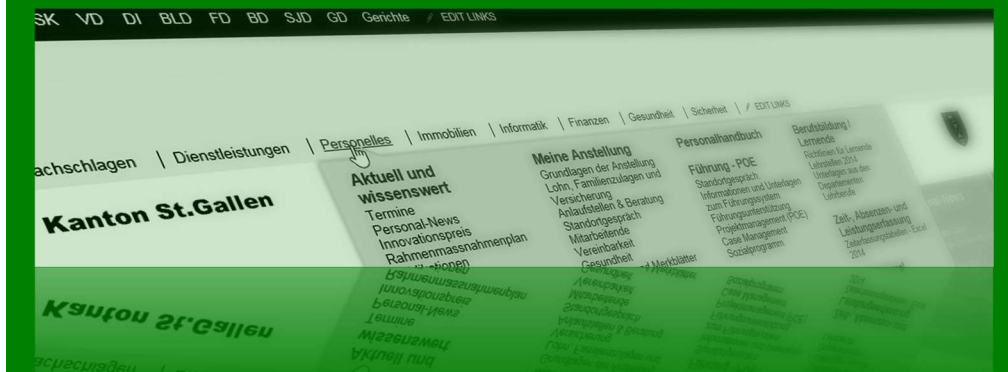 SK VD DI BLD FD BD SJD GD Gerichte EDIT LINKS
achschlagen | Dienstleistungen | Personelles | Immobilien | Informatik | Finanzen | Gesundheit | Sicherheit | EDIT LINKS
Kanton St.Gallen
Aktuell und
wissenswert
Termine
Personal-News
Innovationspreis
Rahmenmassnahmenplan
Meine Anstellung
Grundlagen der Anstellung
Lohn, Familienzulagen und
Versicherung
Anlaufstellen & Beratung
Standortgespräch
Mitarbeitende
Vereinbarkeit
Gesundheit
Merkblätter
Personalhandbuch
Führung - POE
Standortgespräch:
Informationen und Unterlagen
zum Führungssystem
Führungsunterstützung
Projektmanagement (POE)
Case Management
Sozialprogramm
Berufsbildung /
Lernende
Richtlinien für Lernende
Lehrstellen 2014
Unterlagen aus den
Departementen
Lehrberufe
Zeit-, Absenzen- und
Leistungserfassung
Zeiterfassungstabellen - Excel
2014